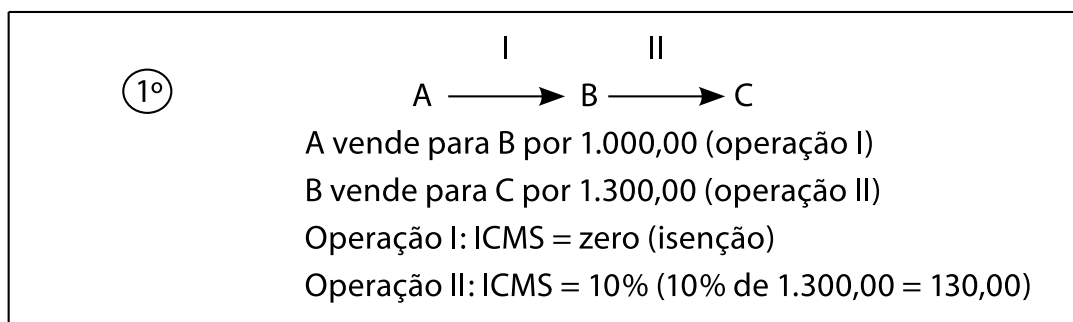 I II
1º
A B C
A vende para B por 1.000,00 (operação I)
B vende para C por 1.300,00 (operação II)
Operação I: ICMS = zero (isenção)
Operação II: ICMS = 10% (10% de 1.300,00 = 130,00)